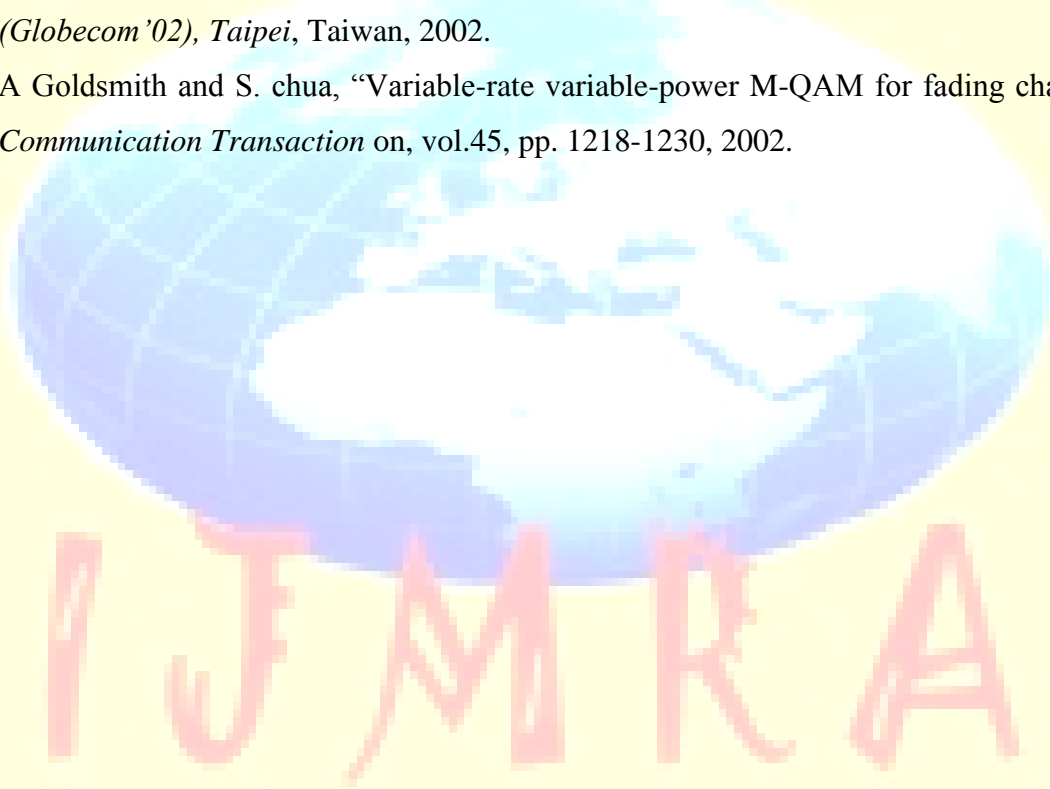 (Globecom’02), Taipei, Taiwan, 2002.
A Goldsmith and S. chua, “Variable-rate variable-power M-QAM for fading cha
Communication Transaction on, vol.45, pp. 1218-1230, 2002.
IJMRA